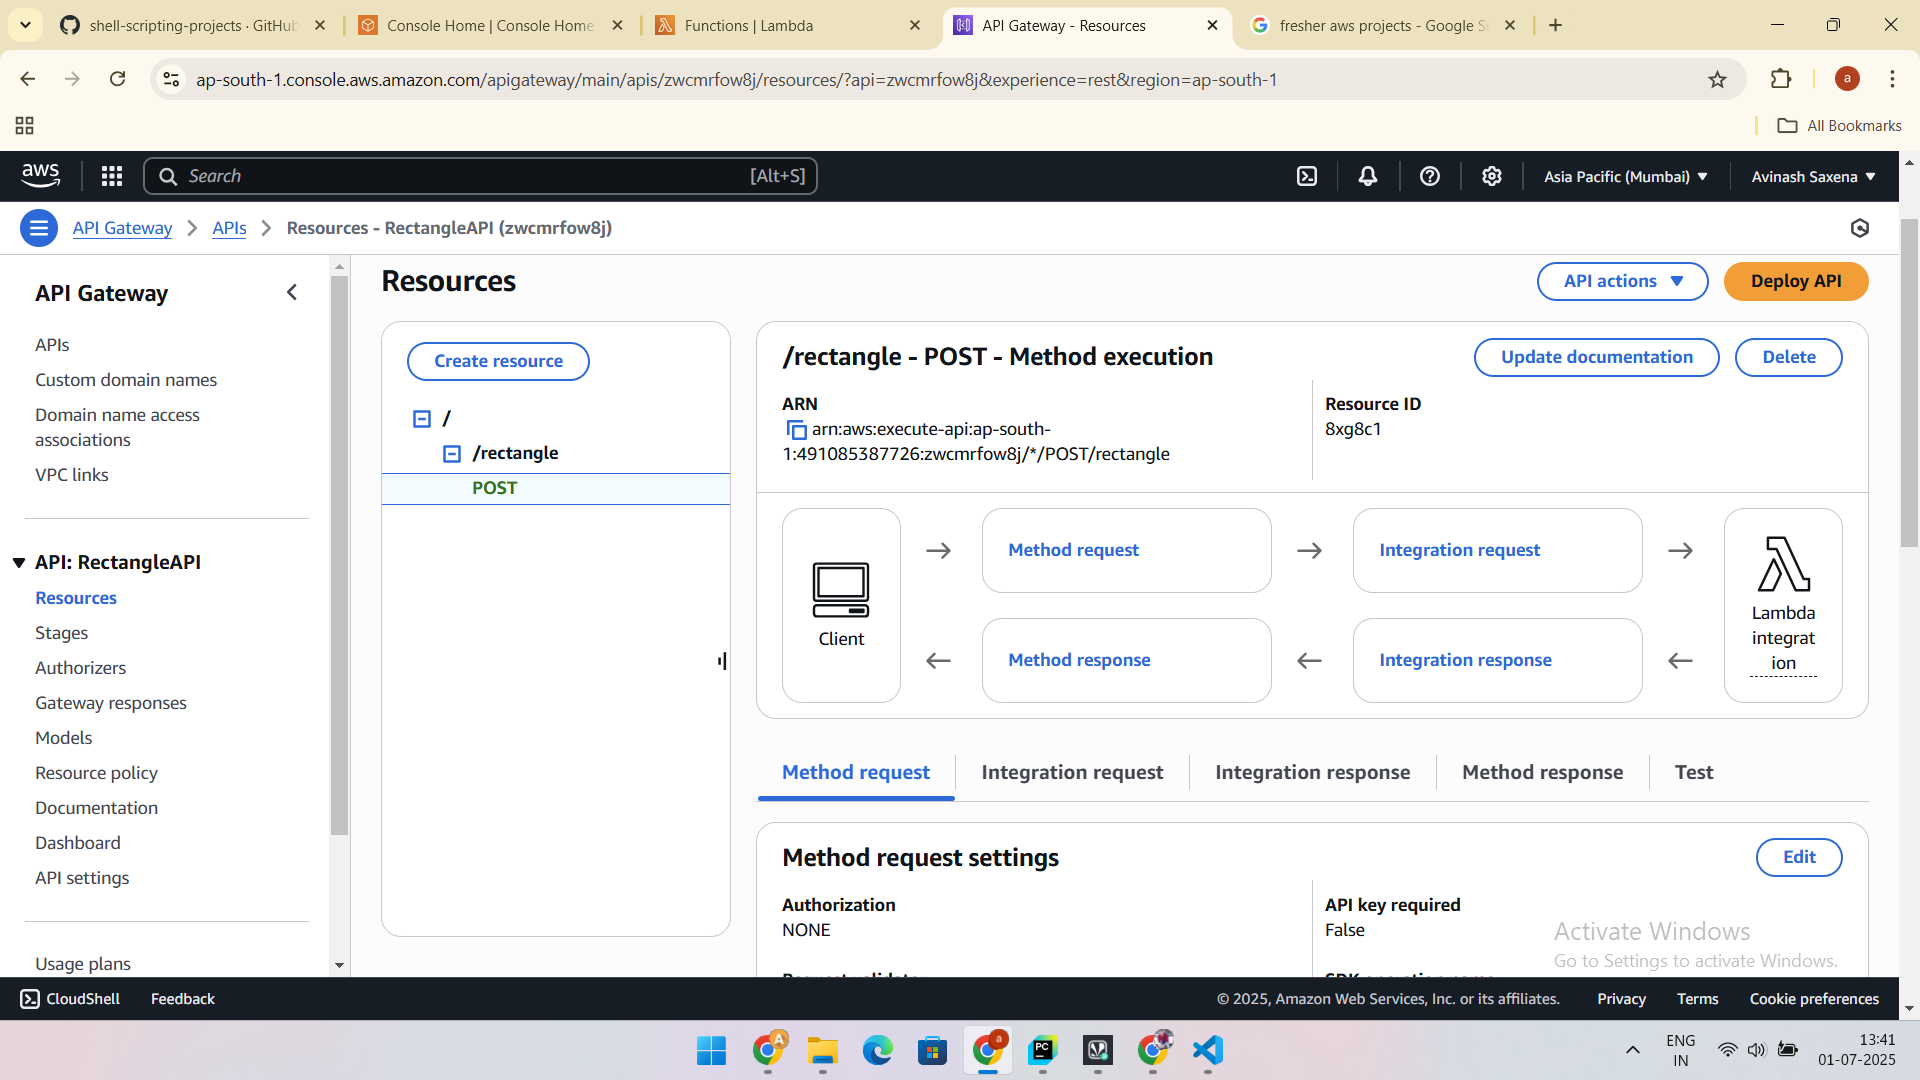 shell-scripting-projects · GitHub
Console Home | Console Home
Functions | Lambda
API Gateway - Resources
fresher aws projects - Google Se
ap-south-1.console.aws.amazon.com/apigateway/main/apis/zwcmrfow8j/resources/?api=zwcmrfow8j&experience=rest&region=ap-south-1
a
All Bookmarks
aws
Search
[Alt+S]
Asia Pacific (Mumbai)
Avinash Saxena
API Gateway
APIs
Resources - RectangleAPI (zwcmrfow8j)
API Gateway
APIs
Custom domain names
Domain name access
associations
VPC links
API: RectangleAPI
Resources
Stages
Authorizers
Gateway responses
Models
Resource policy
Documentation
Dashboard
API settings
Usage plans
Resources
API actions
Deploy API
Create resource
/
/rectangle
POST
/rectangle - POST - Method execution
Update documentation
Delete
ARN
arn:aws:execute-api:ap-south-
1:491085387726:zwcmrfow8j/*/POST/rectangle
Resource ID
8xg8c1
Client
Method request
Integration request
Method response
Integration response
Lambda
integrat
ion
Method request
Integration request
Integration response
Method response
Test
Method request settings
Edit
Authorization
NONE
API key required
False
Activate Windows
Go to Settings to activate Windows.
CloudShell
Feedback
© 2025, Amazon Web Services, Inc. or its affiliates.
Privacy
Terms
Cookie preferences
A
a
PC
ENG
IN
13:41
01-07-2025